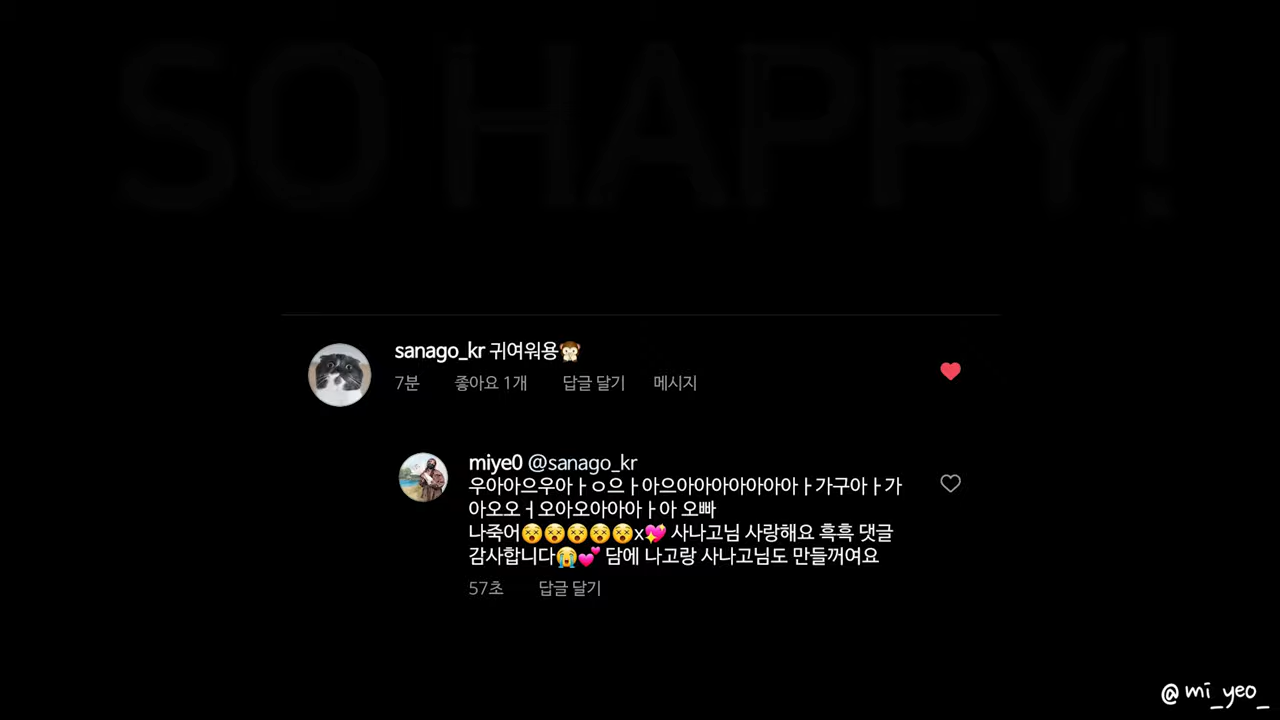 SO HAPPY!
sanago_kr 귀여워용🙊
7분 좋아요 1개 답글 달기 메시지
miye0 @sanago_kr
우아아으우아ㅏㅇ으ㅏ아으아아아아아아ㅏ가구아ㅏ가
아오오ㅓ오아오아아아ㅏ아 오빠
나죽어😵😵😵😵😵x💖 사나고님 사랑해요 흑흑 댓글
감사합니다😭💕 담에 나고랑 사나고님도 만들꺼여요
57초 답글 달기
@mi_yeo_